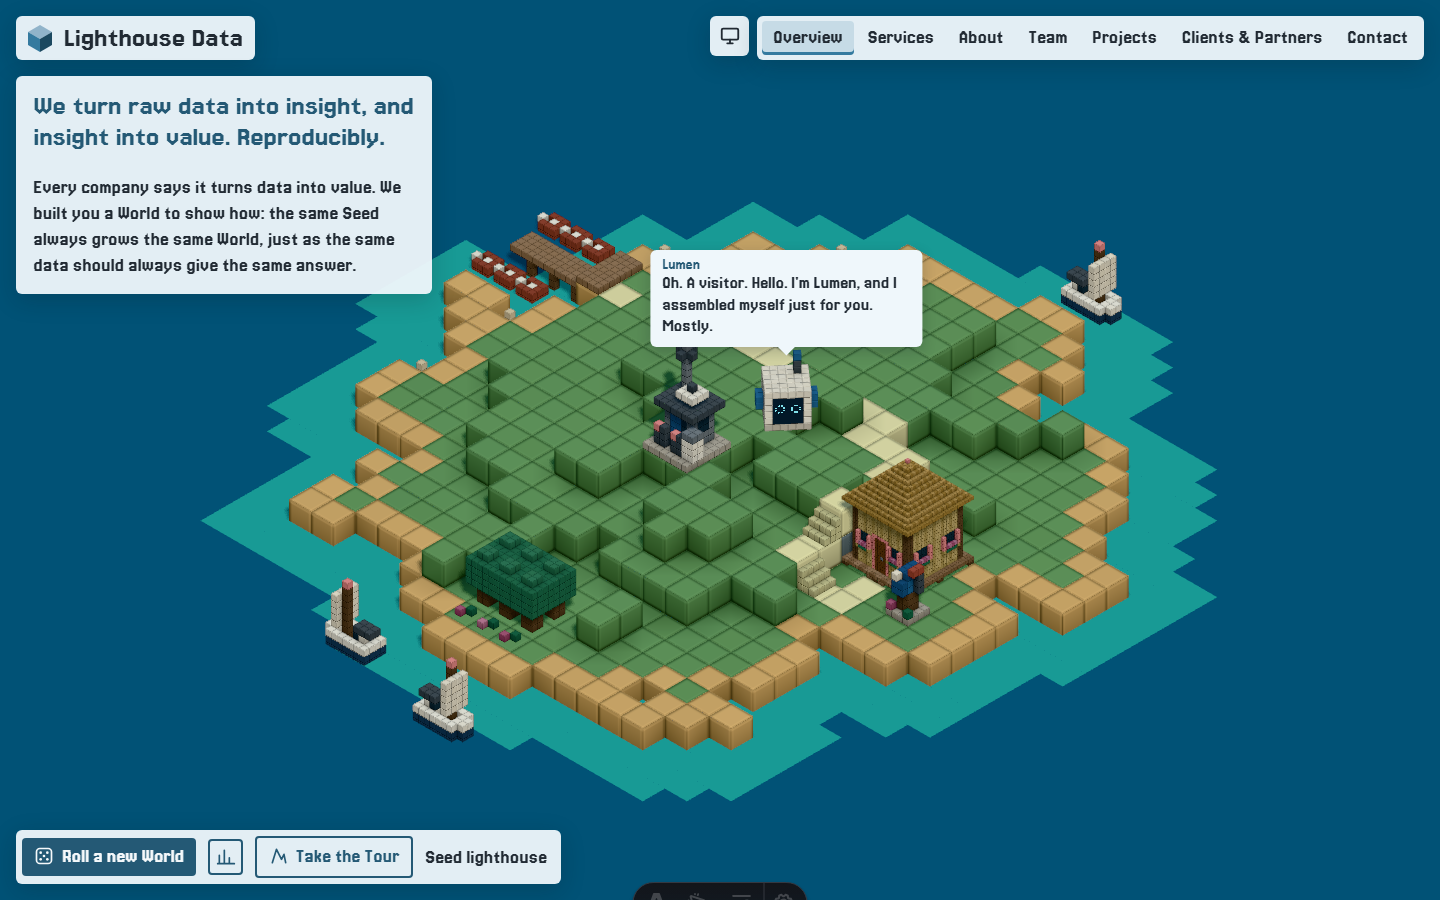 Lighthouse Data
Overview
Services
About
Team
Projects
Clients & Partners
Contact
We turn raw data into insight, and
insight into value. Reproducibly.
Every company says it turns data into value. We
built you a World to show how: the same Seed
always grows the same World, just as the same
data should always give the same answer.
Lumen
Oh. A visitor. Hello. I'm Lumen, and I
assembled myself just for you.
Mostly.
Roll a new World
Take the Tour
Seed lighthouse